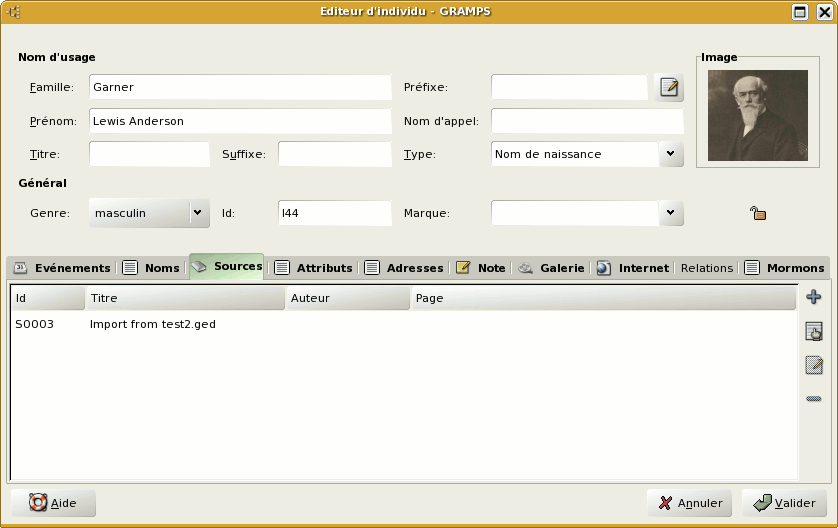 Editeur d'individu - GRAMPS
Nom d'usage
Image
Famille: Garner Préfixe:
Prénom: Lewis Anderson Nom d'appel:
Titre: Suffixe: Type: Nom de naissance
Général
Genre: masculin Id: I44 Marque:
Evénements Noms Sources Attributs Adresses Note Galerie Internet Relations Mormons
Id Titre Auteur Page
S0003 Import from test2.ged
Aide Annuler Valider